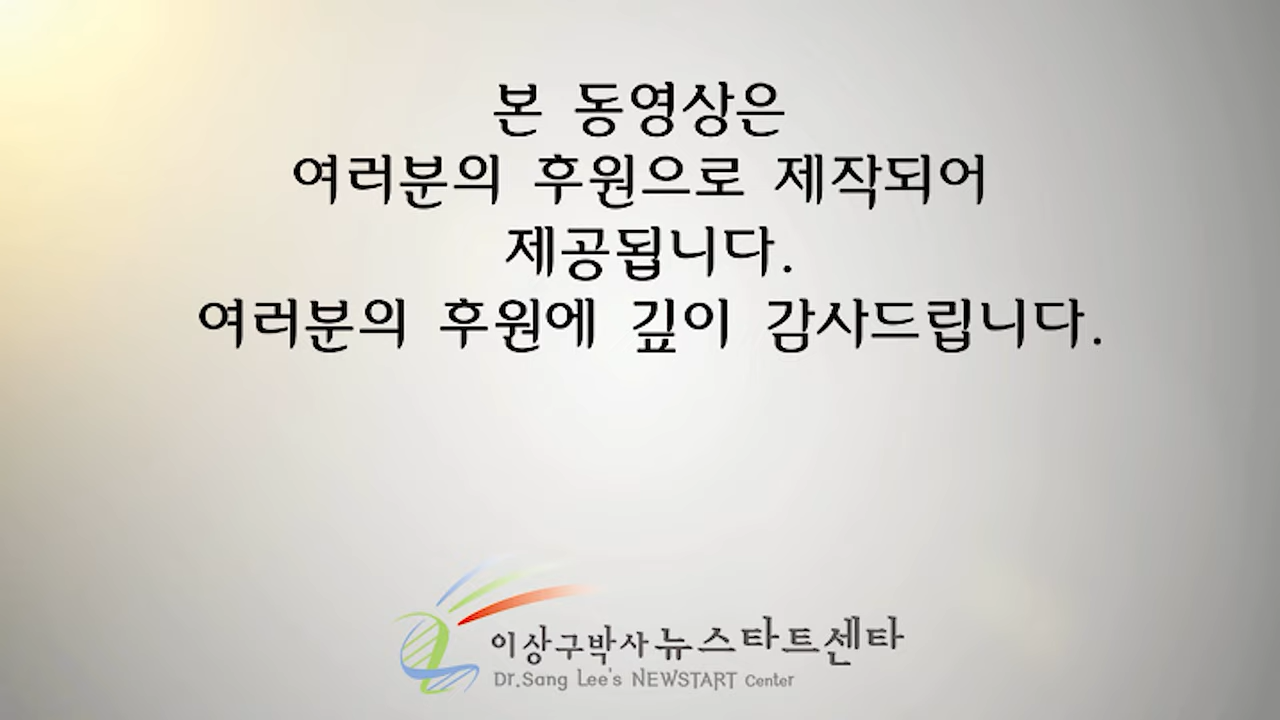 본 동영상은
여러분의 후원으로 제작되어
제공됩니다.
여러분의 후원에 깊이 감사드립니다.
이상구박사 뉴스타트센타
Dr.Sang Lee's NEWSTART Center